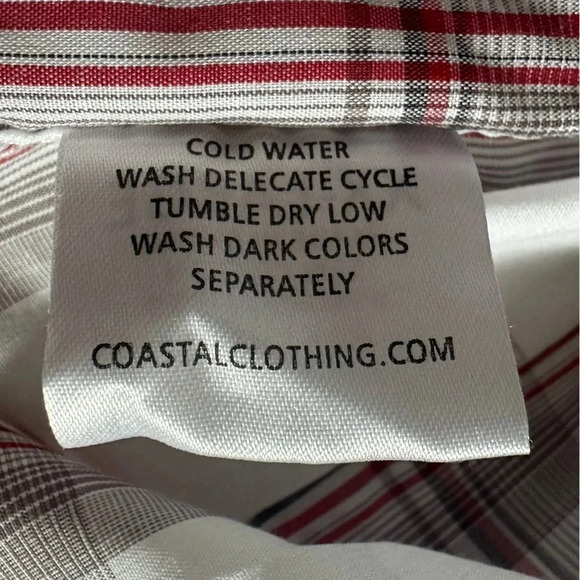 COLD WATER
WASH DELECATE CYCLE
TUMBLE DRY LOW
WASH DARK COLORS
SEPARATELY
COASTALCLOTHING.COM